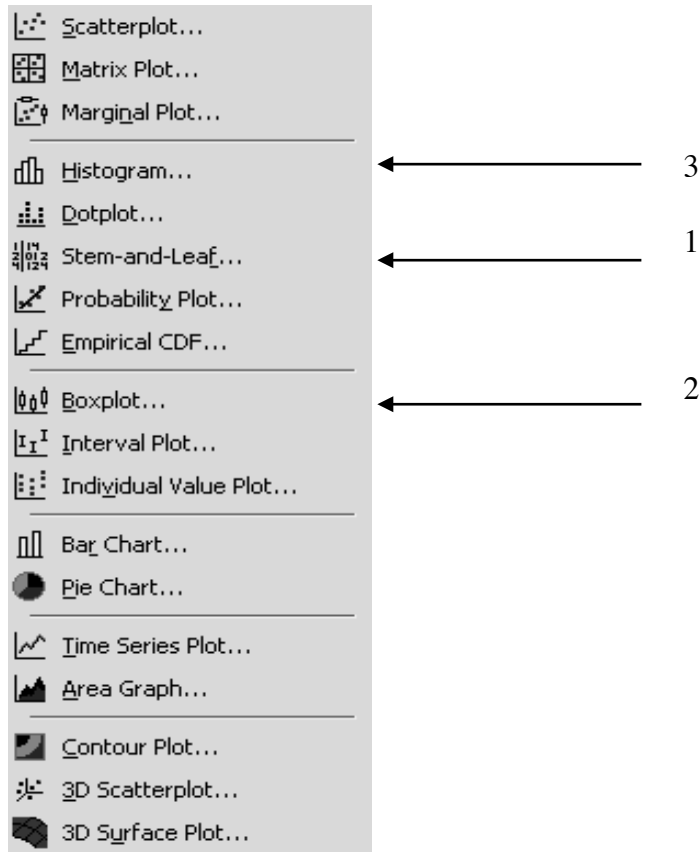 Scatterplot...
Matrix Plot...
Marginal Plot...
Histogram... 3
Dotplot...
Stem-and-Leaf... 1
Probability Plot...
Empirical CDF...
Boxplot... 2
Interval Plot...
Individual Value Plot...
Bar Chart...
Pie Chart...
Time Series Plot...
Area Graph...
Contour Plot...
3D Scatterplot...
3D Surface Plot...